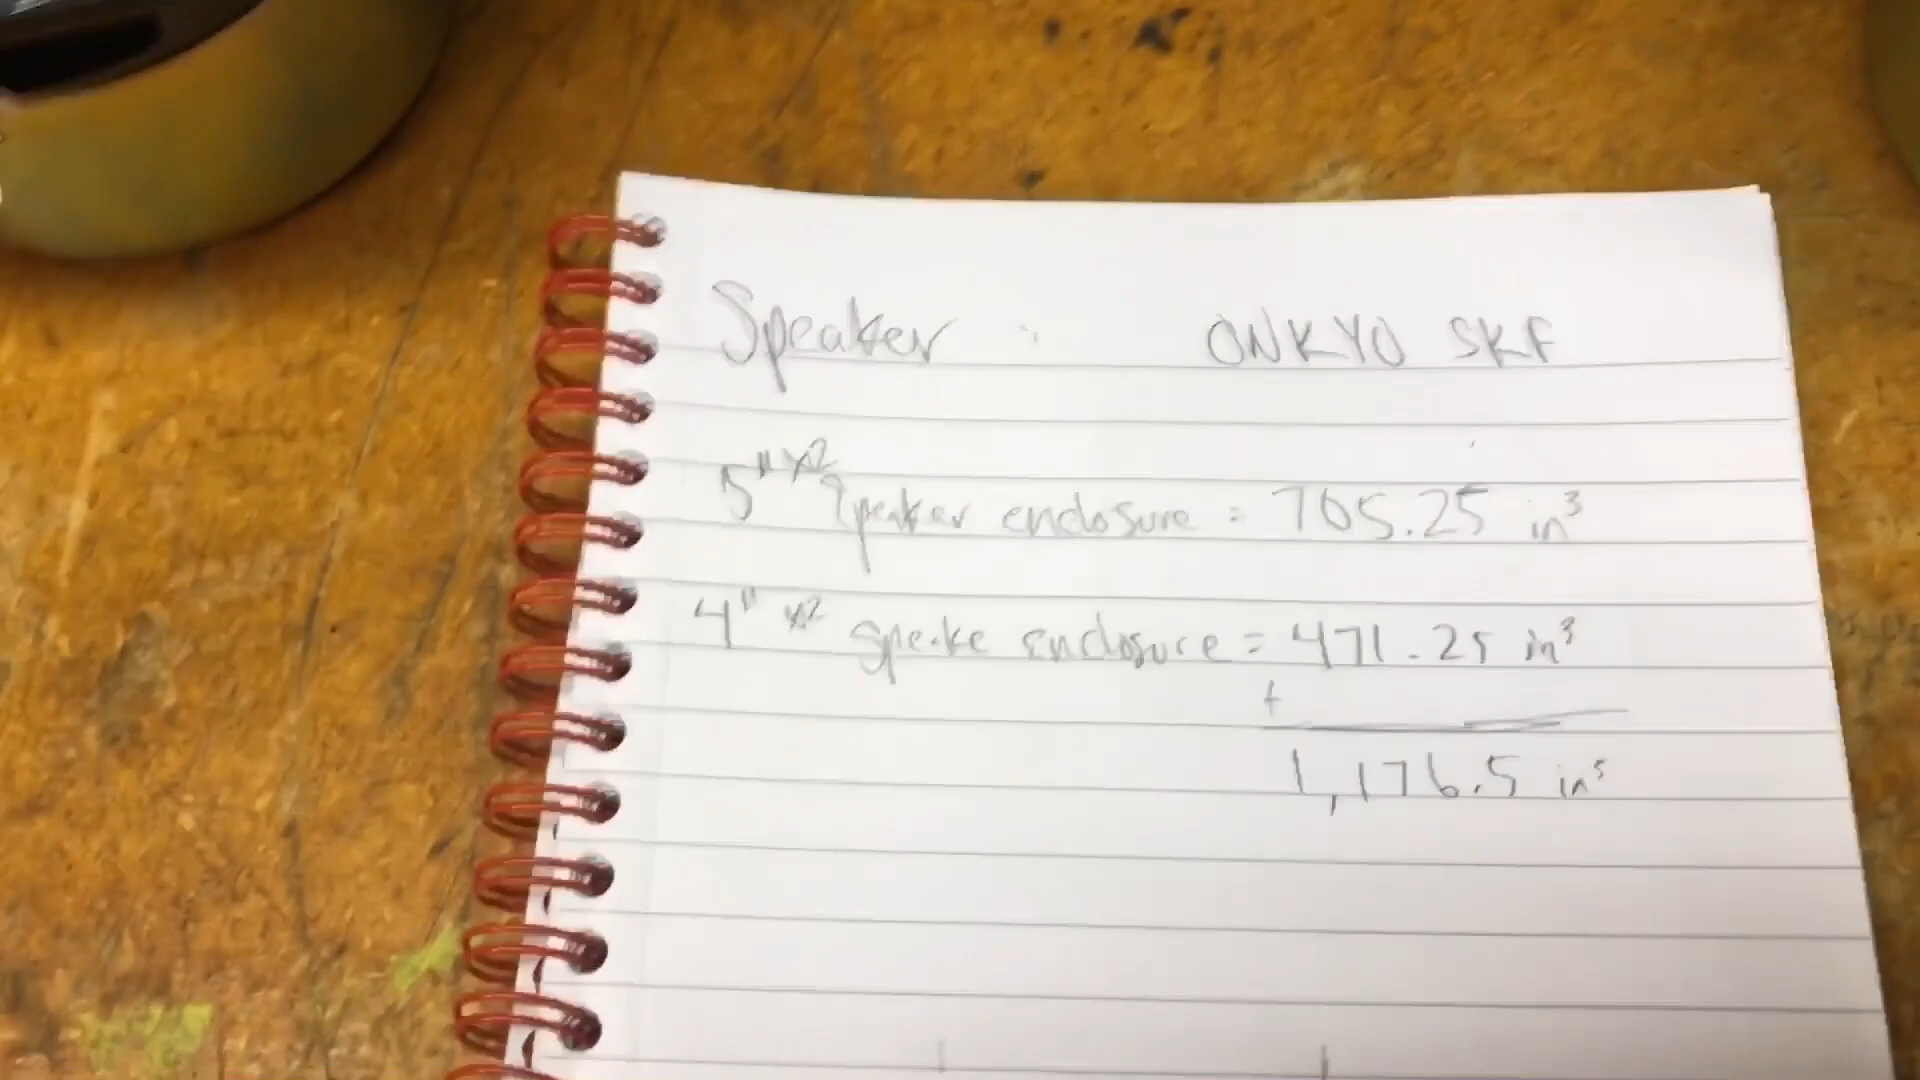 Speaker : ONKYO SKF
5" x2 Speaker enclosure = 705.25 in³
4" x2 Speake enclosure = 471.25 in³
+
1,176.5 in³